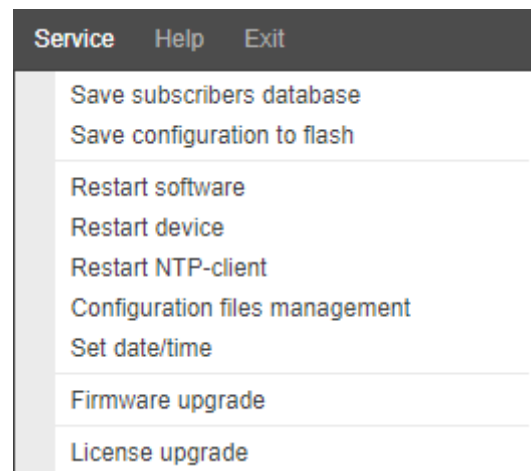 Service Help Exit
Save subscribers database
Save configuration to flash
Restart software
Restart device
Restart NTP-client
Configuration files management
Set date/time
Firmware upgrade
License upgrade